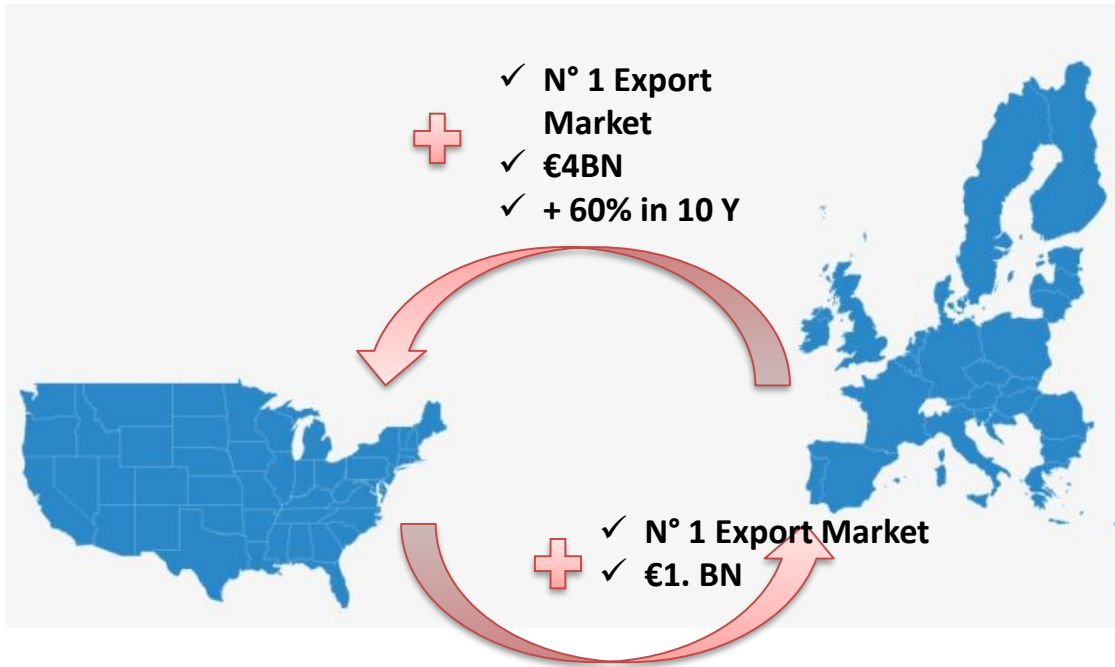 ✓ N° 1 Export
Market
✓ €4BN
✓ + 60% in 10 Y
✓ N° 1 Export Market
✓ €1. BN